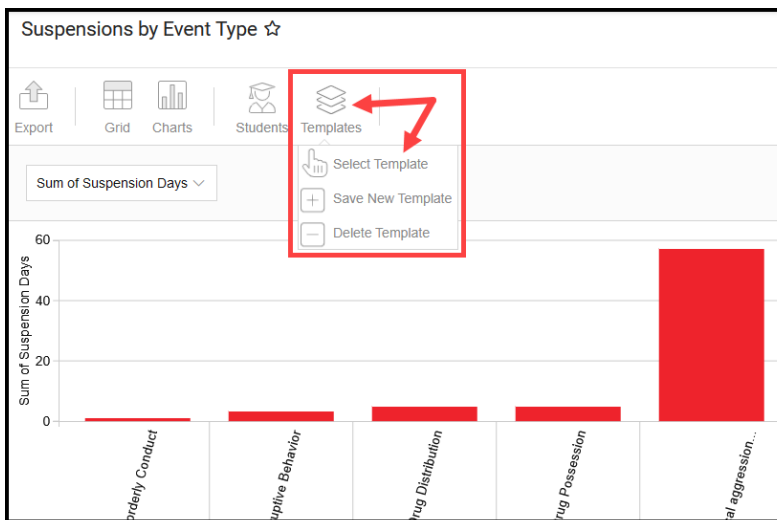 Suspensions by Event Type
Export
Grid
Charts
Students
Templates
Select Template
Save New Template
Delete Template
Sum of Suspension Days
60
40
20
0
Sum of Suspension Days
orderly Conduct
uptive Behavior
Drug Distribution
rug Possession
al aggression...